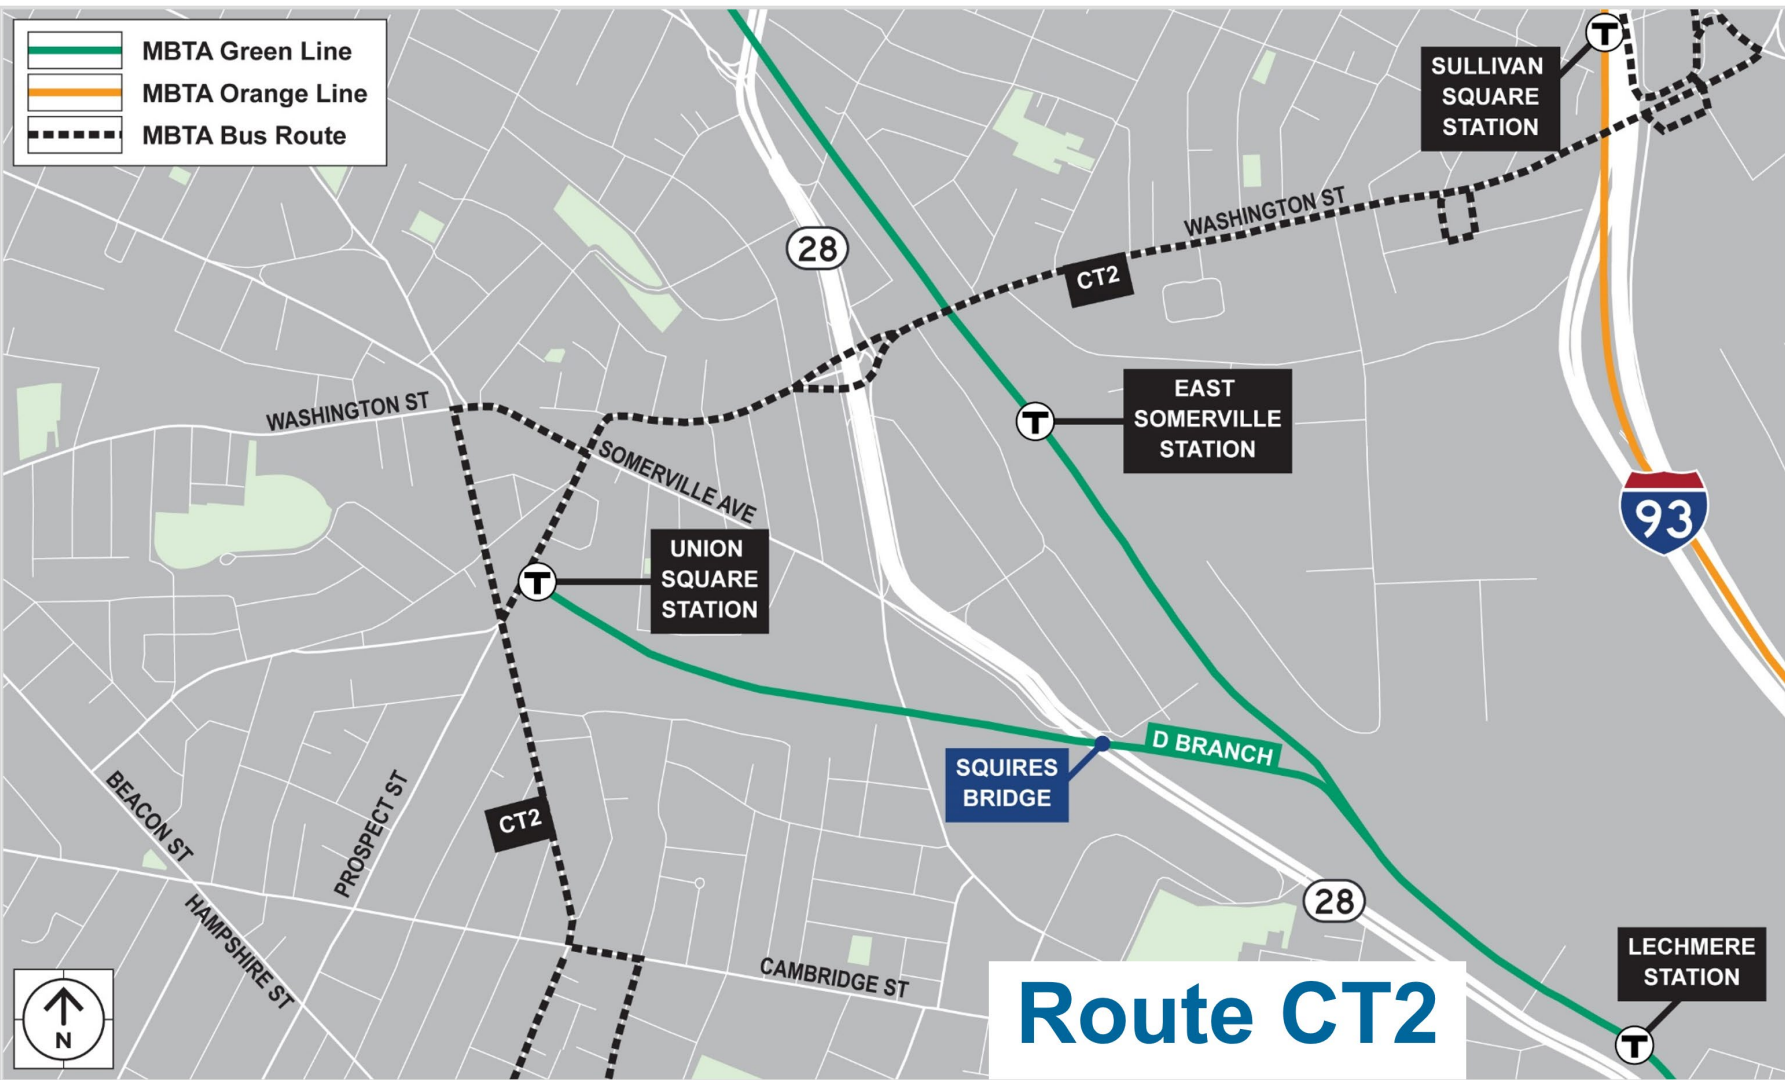 MBTA Green Line
MBTA Orange Line
MBTA Bus Route
T
SULLIVAN
SQUARE
STATION
WASHINGTON ST
28
CT2
WASHINGTON ST
T
EAST
SOMERVILLE
STATION
SOMERVILLE AVE
93
T
UNION
SQUARE
STATION
D BRANCH
SQUIRES
BRIDGE
BEACON ST
PROSPECT ST
CT2
28
HAMPSHIRE ST
CAMBRIDGE ST
LECHMERE
STATION
T
N
Route CT2